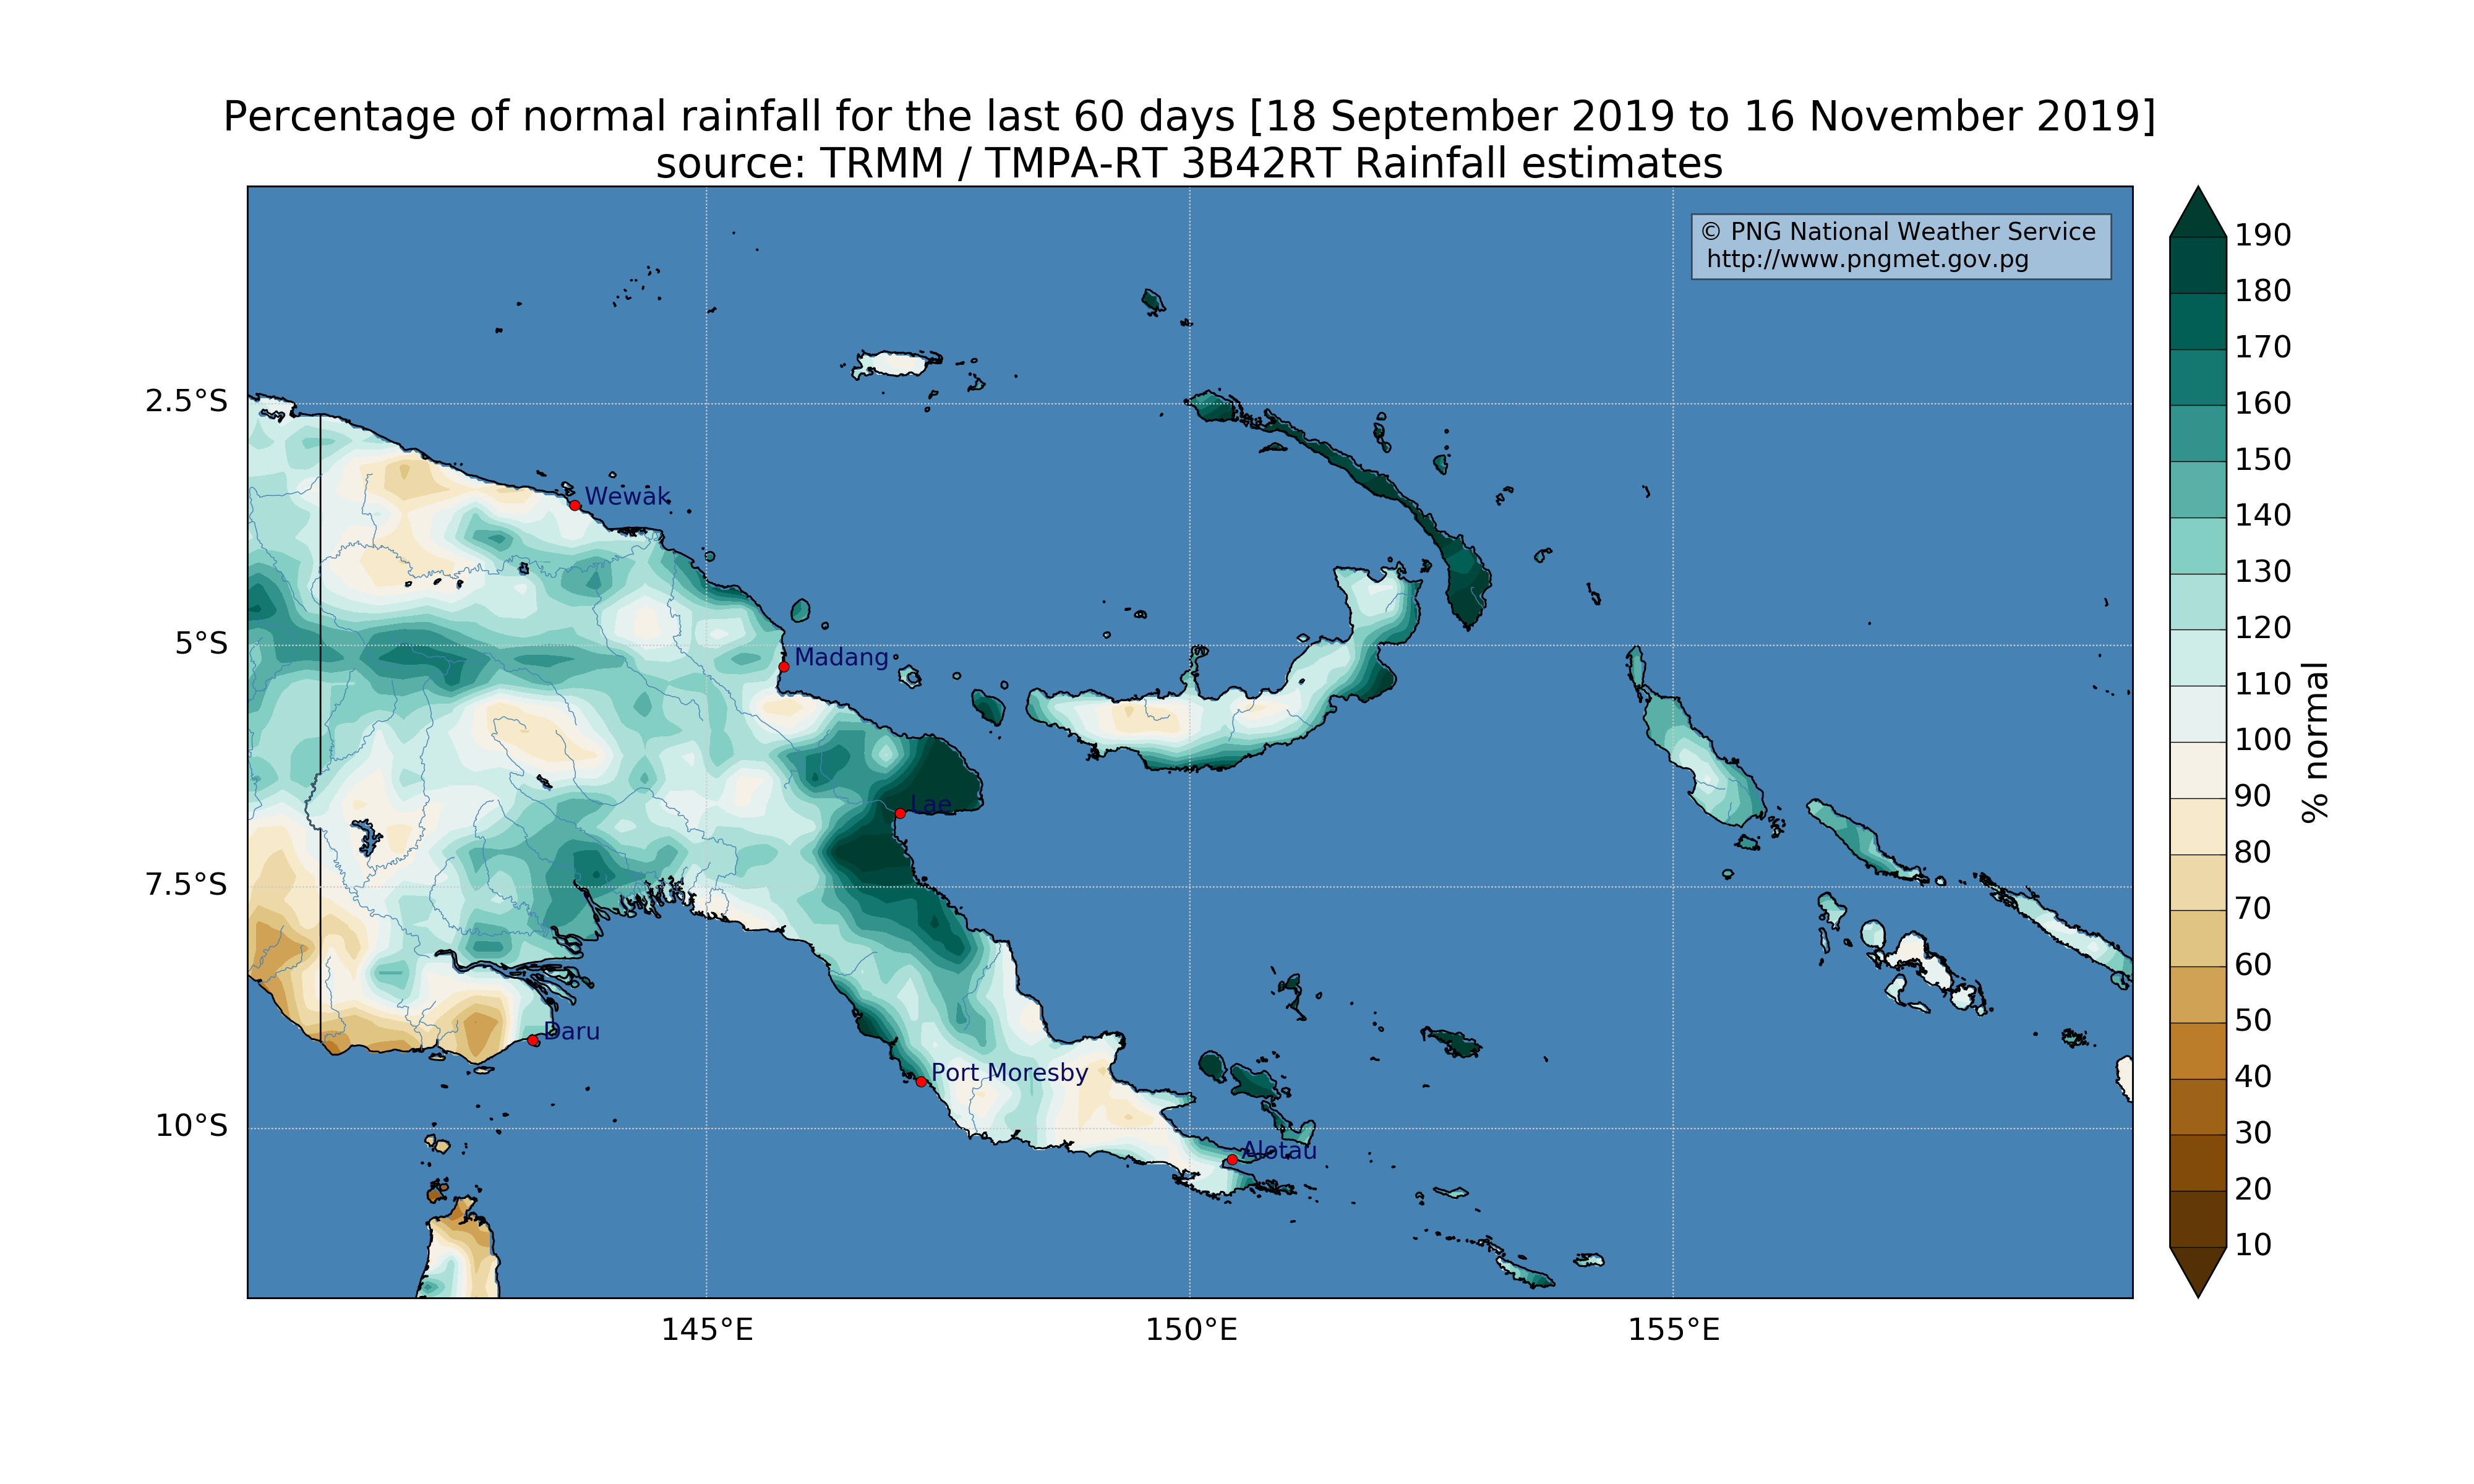 Percentage of normal rainfall for the last 60 days [18 September 2019 to 16 November 2019]
source: TRMM / TMPA-RT 3B42RT Rainfall estimates
© PNG National Weather Service
http://www.pngmet.gov.pg
2.5°S
5°S
7.5°S
10°S
Wewak
Madang
Lae
Daru
Port Moresby
Alotau
145°E
150°E
155°E
190
180
170
160
150
140
130
120
110
100
90
80
70
60
50
40
30
20
10
% normal